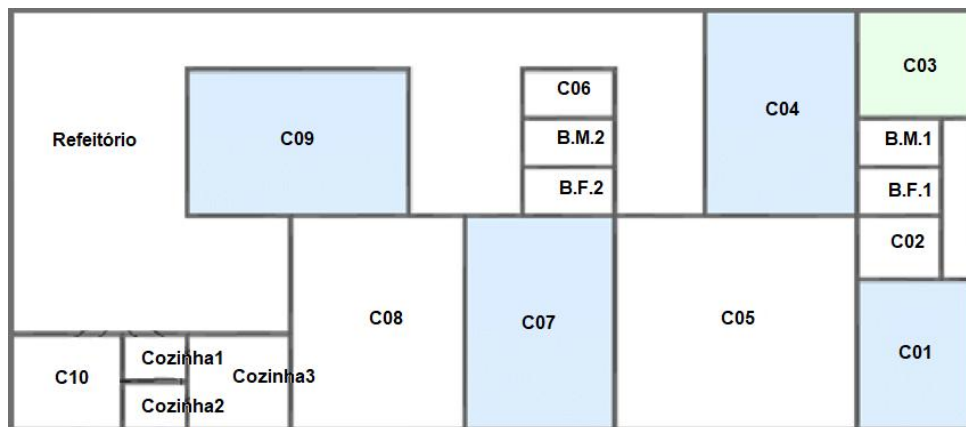 C03
C06
C04
Refeitório
C09
B.M.2
B.M.1
B.F.2
B.F.1
C02
C08
C07
C05
C01
Cozinha1
C10
Cozinha3
Cozinha2